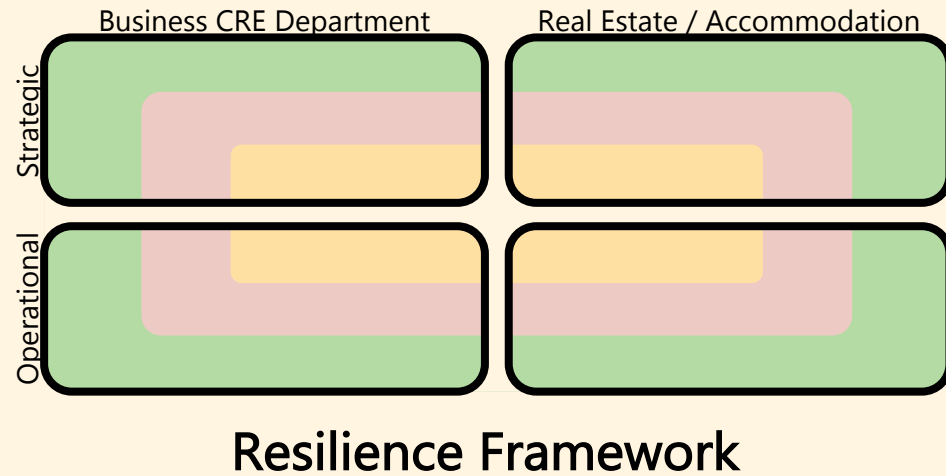 Business CRE Department
Real Estate / Accommodation
Strategic
Operational
Resilience Framework